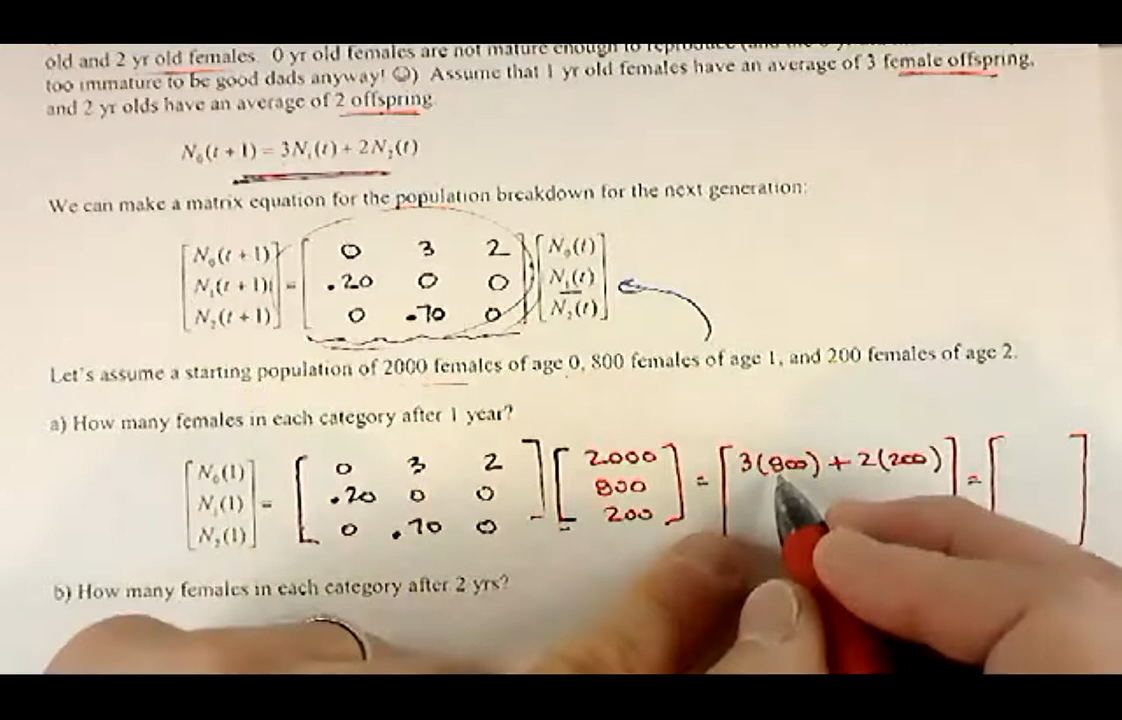 old and 2 yr old females. 0 yr old females are not mature enough to reproduce (and the
too immature to be good dads anyway! ☺) Assume that 1 yr old females have an average of 3 female offspring,
and 2 yr olds have an average of 2 offspring
N₀(t + 1) = 3N₁(t) + 2N₂(t)
We can make a matrix equation for the population breakdown for the next generation:
[N₀(t + 1)] [0 3 2] [N₀(t)]
[N₁(t + 1)] = [.20 0 0] [N₁(t)]
[N₂(t + 1)] [0 .70 0] [N₂(t)]
Let's assume a starting population of 2000 females of age 0, 800 females of age 1, and 200 females of age 2.
a) How many females in each category after 1 year?
[N₀(1)] [0 3 2] [2000] [3(800) + 2(200)]
[N₁(1)] = [.20 0 0] [800] = [ ] = [ ]
[N₂(1)] [0 .70 0] [200]
b) How many females in each category after 2 yrs?